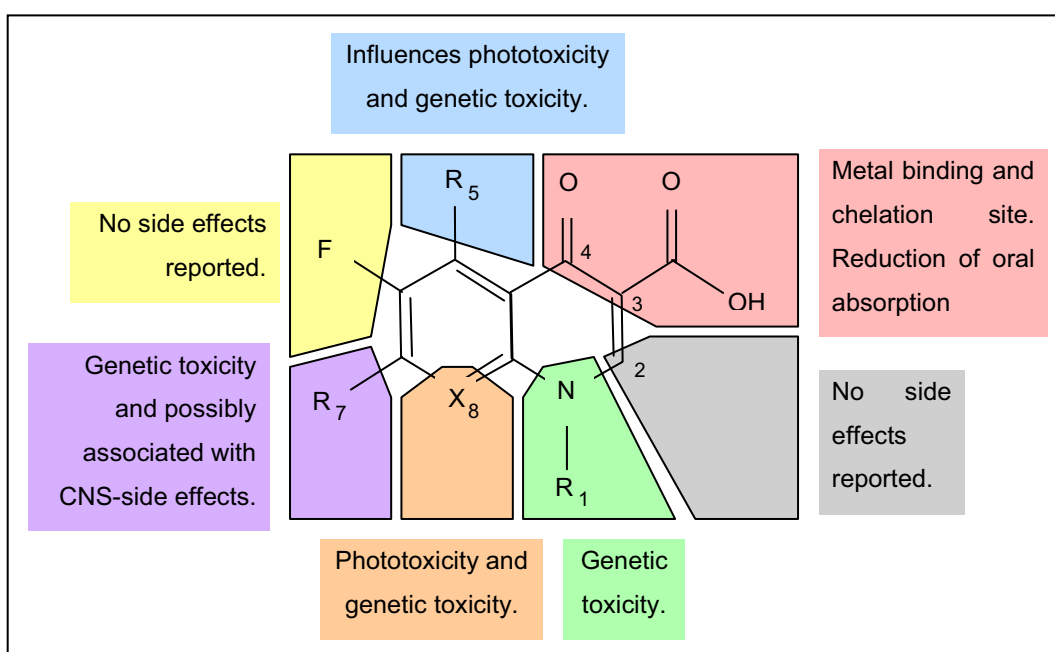 Influences phototoxicity
and genetic toxicity.
R5
O
O
Metal binding and
chelation site.
Reduction of oral
absorption
No side effects
reported.
F
4
3
OH
Genetic toxicity
and possibly
associated with
CNS-side effects.
R7
X8
N
2
R1
No side
effects
reported.
Phototoxicity and
genetic toxicity.
Genetic
toxicity.